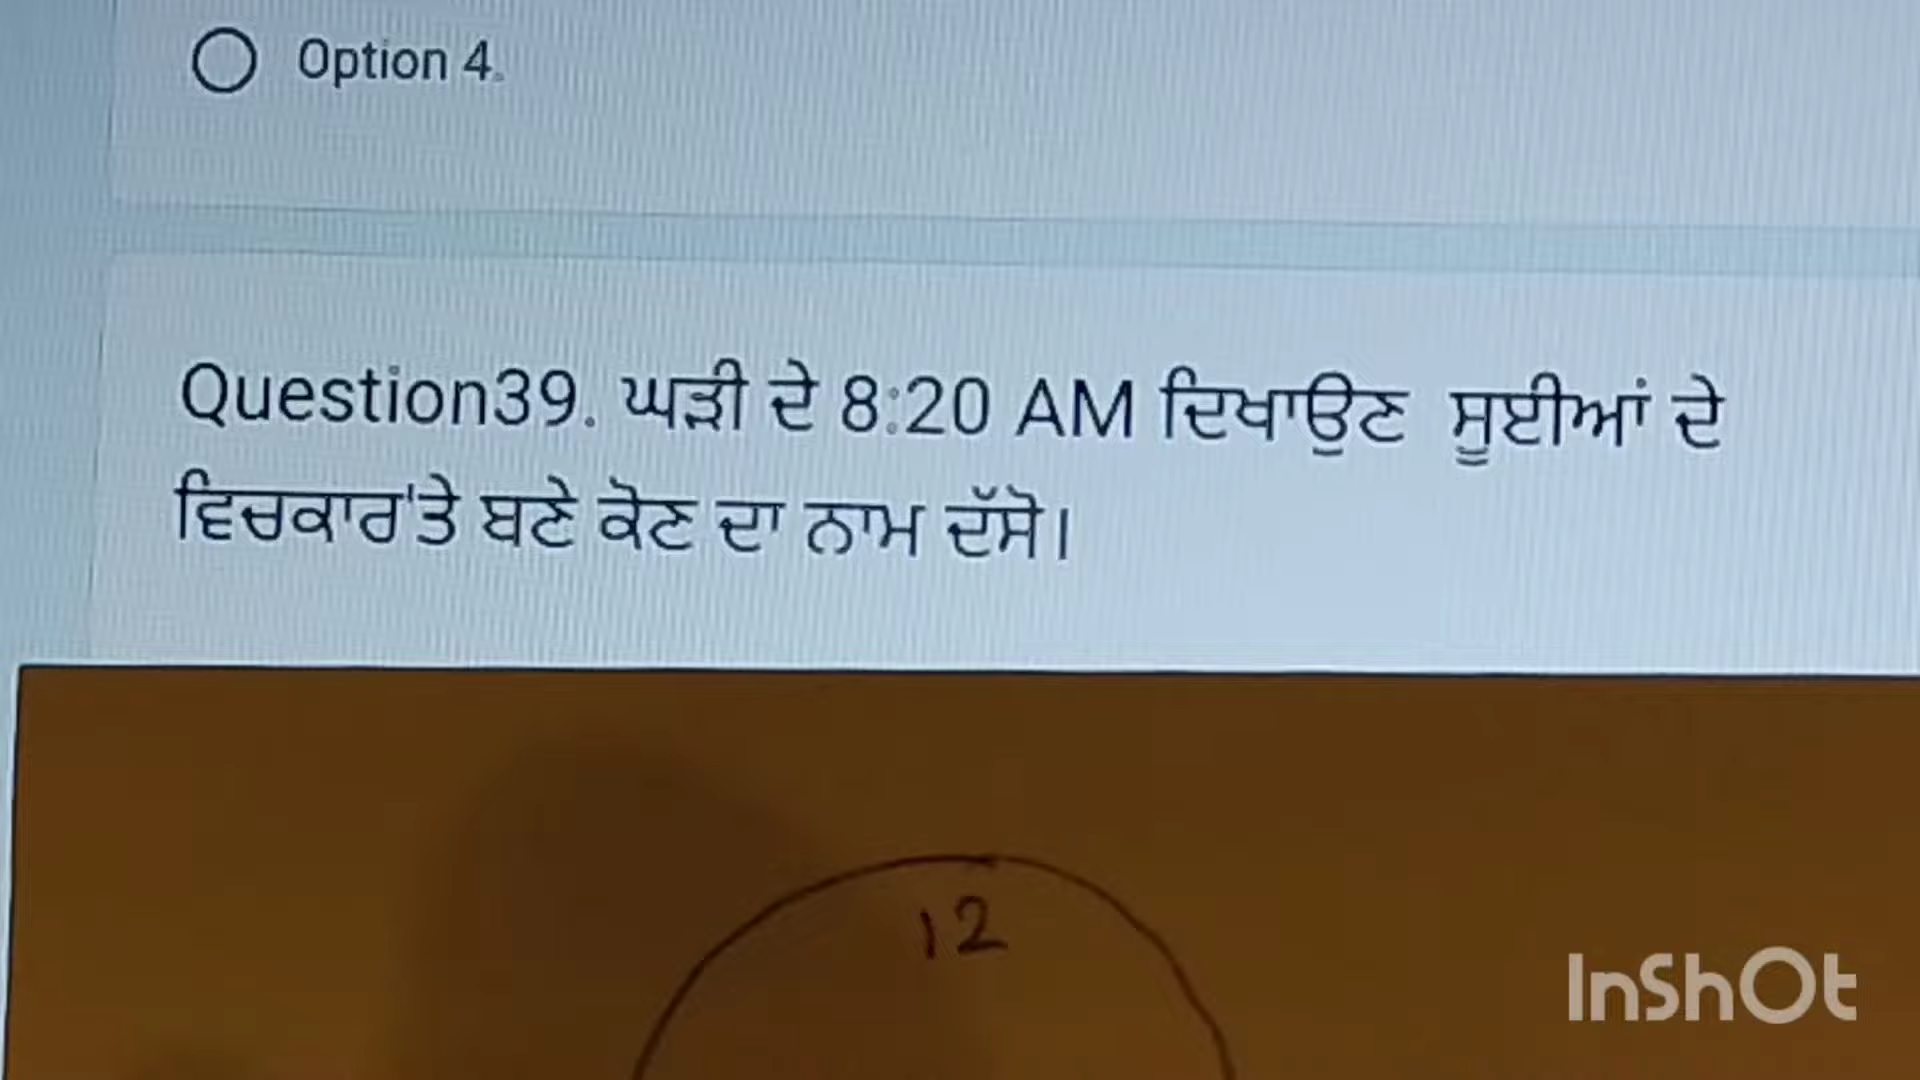 Option 4.
Question39. ਘੜੀ ਦੇ 8:20 AM ਦਿਖਾਉਣ ਸੂਈਆਂ ਦੇ
ਵਿਚਕਾਰ'ਤੇ ਬਣੇ ਕੋਣ ਦਾ ਨਾਮ ਦੱਸੋ।
12
InShOt